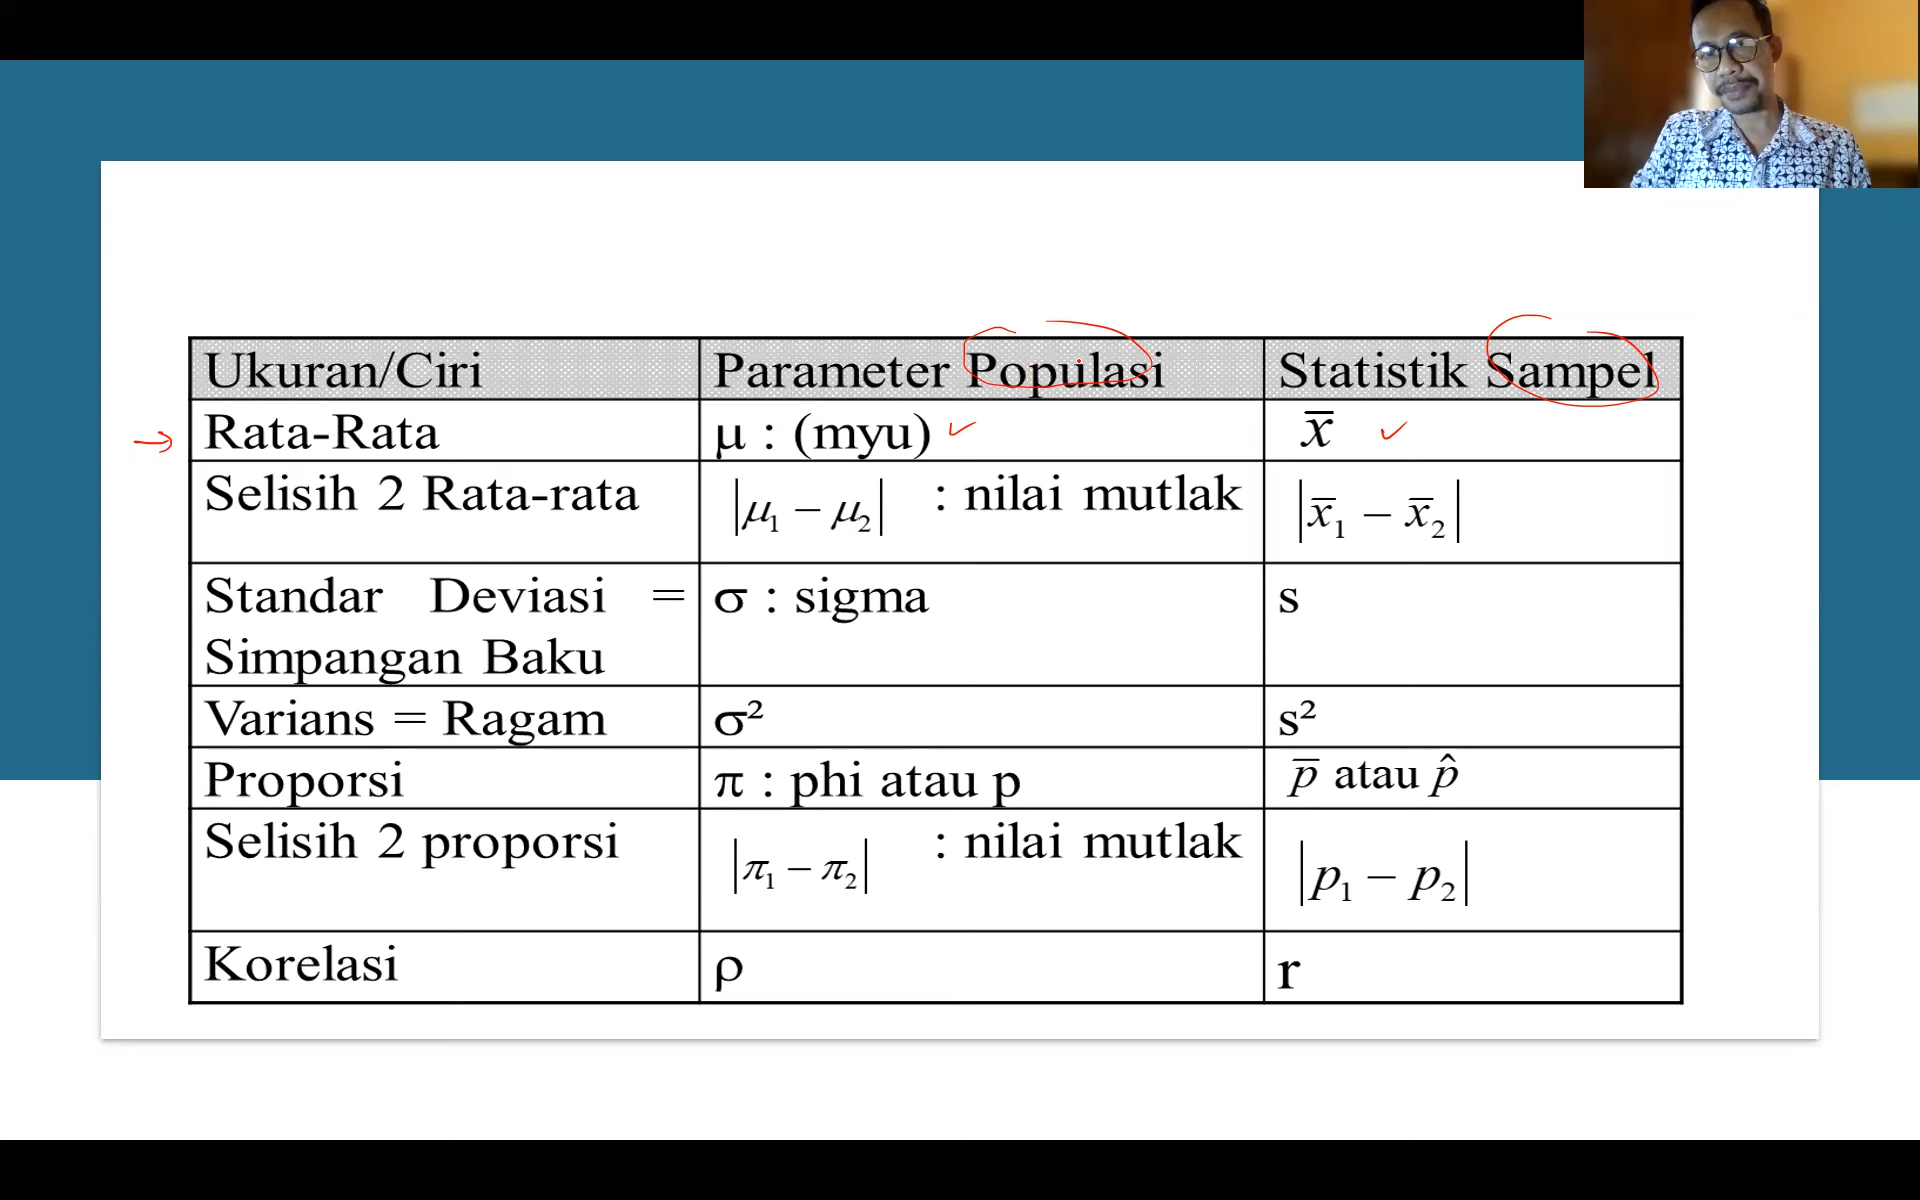 Ukuran/Ciri Parameter Populasi Statistik Sampel
Rata-Rata μ : (myu) x̅
Selisih 2 Rata-rata |μ₁ − μ₂| : nilai mutlak |x̅₁ − x̅₂|
Standar Deviasi = σ : sigma s
Simpangan Baku
Varians = Ragam σ² s²
Proporsi π : phi atau p p̅ atau p̂
Selisih 2 proporsi |π₁ − π₂| : nilai mutlak |p₁ − p₂|
Korelasi ρ r